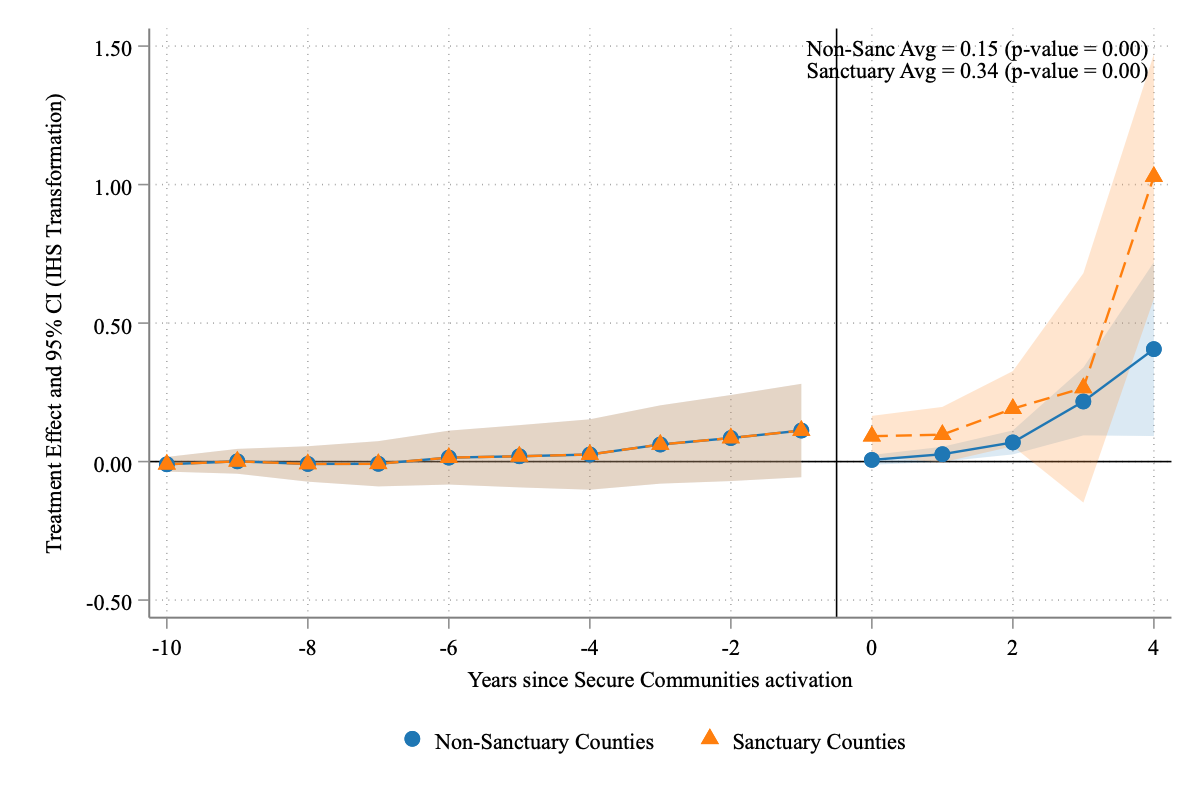 Non-Sanc Avg = 0.15 (p-value = 0.00)
Sanctuary Avg = 0.34 (p-value = 0.00)
Treatment Effect and 95% CI (IHS Transformation)
1.50
1.00
0.50
0.00
-0.50
-10 -8 -6 -4 -2 0 2 4
Years since Secure Communities activation
Non-Sanctuary Counties Sanctuary Counties